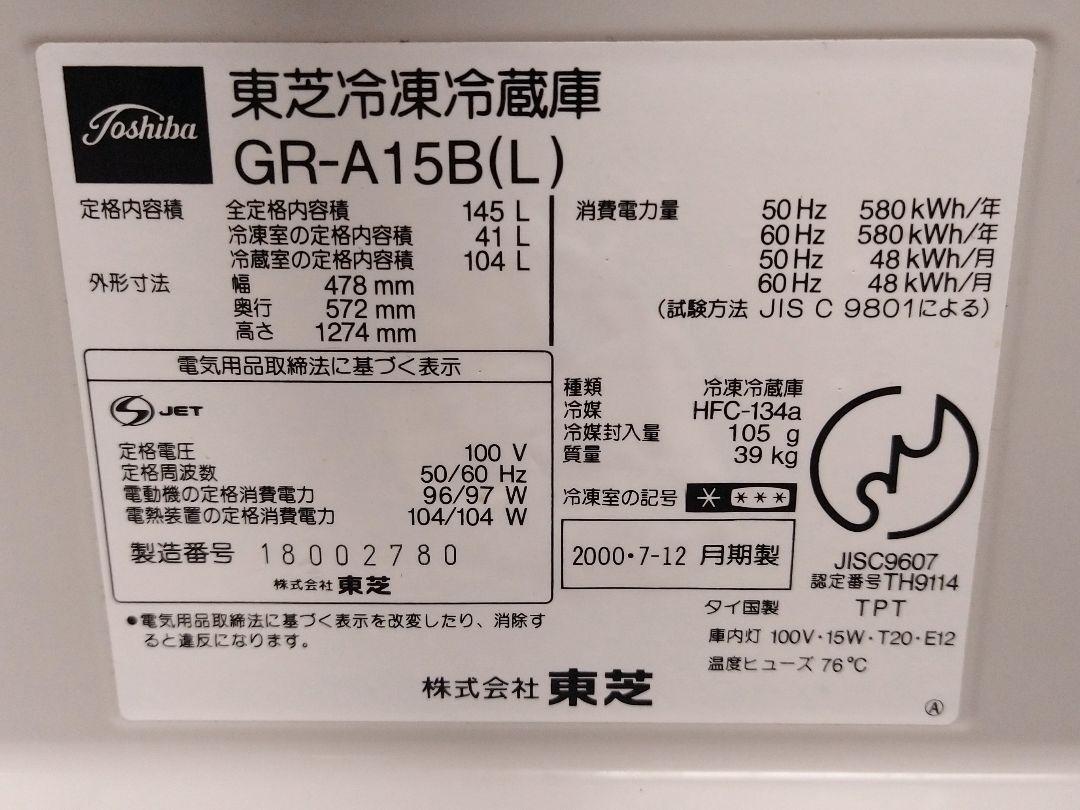 Toshiba
東芝冷凍冷蔵庫
GR-A15B(L)
定格内容積 全定格内容積 145 L
冷凍室の定格内容積 41 L
冷蔵室の定格内容積 104 L
外形寸法 幅 478 mm
奥行 572 mm
高さ 1274 mm
消費電力量 50 Hz 580 kWh/年
60 Hz 580 kWh/年
50 Hz 48 kWh/月
60 Hz 48 kWh/月
(試験方法 JIS C 9801による)
電気用品取締法に基づく表示
JET
定格電圧 100 V
定格周波数 50/60 Hz
電動機の定格消費電力 96/97 W
電熱装置の定格消費電力 104/104 W
製造番号 18002780
株式会社 東芝
●電気用品取締法に基づく表示を改変したり、消除す
ると違反になります。
種類 冷凍冷蔵庫
冷媒 HFC-134a
冷媒封入量 105 g
質量 39 kg
冷凍室の記号 * ***
2000・7-12 月期製
JISC9607
認定番号TH9114
タイ国製 TPT
庫内灯 100V・15W・T20・E12
温度ヒューズ 76℃
株式会社 東芝
Ⓐ